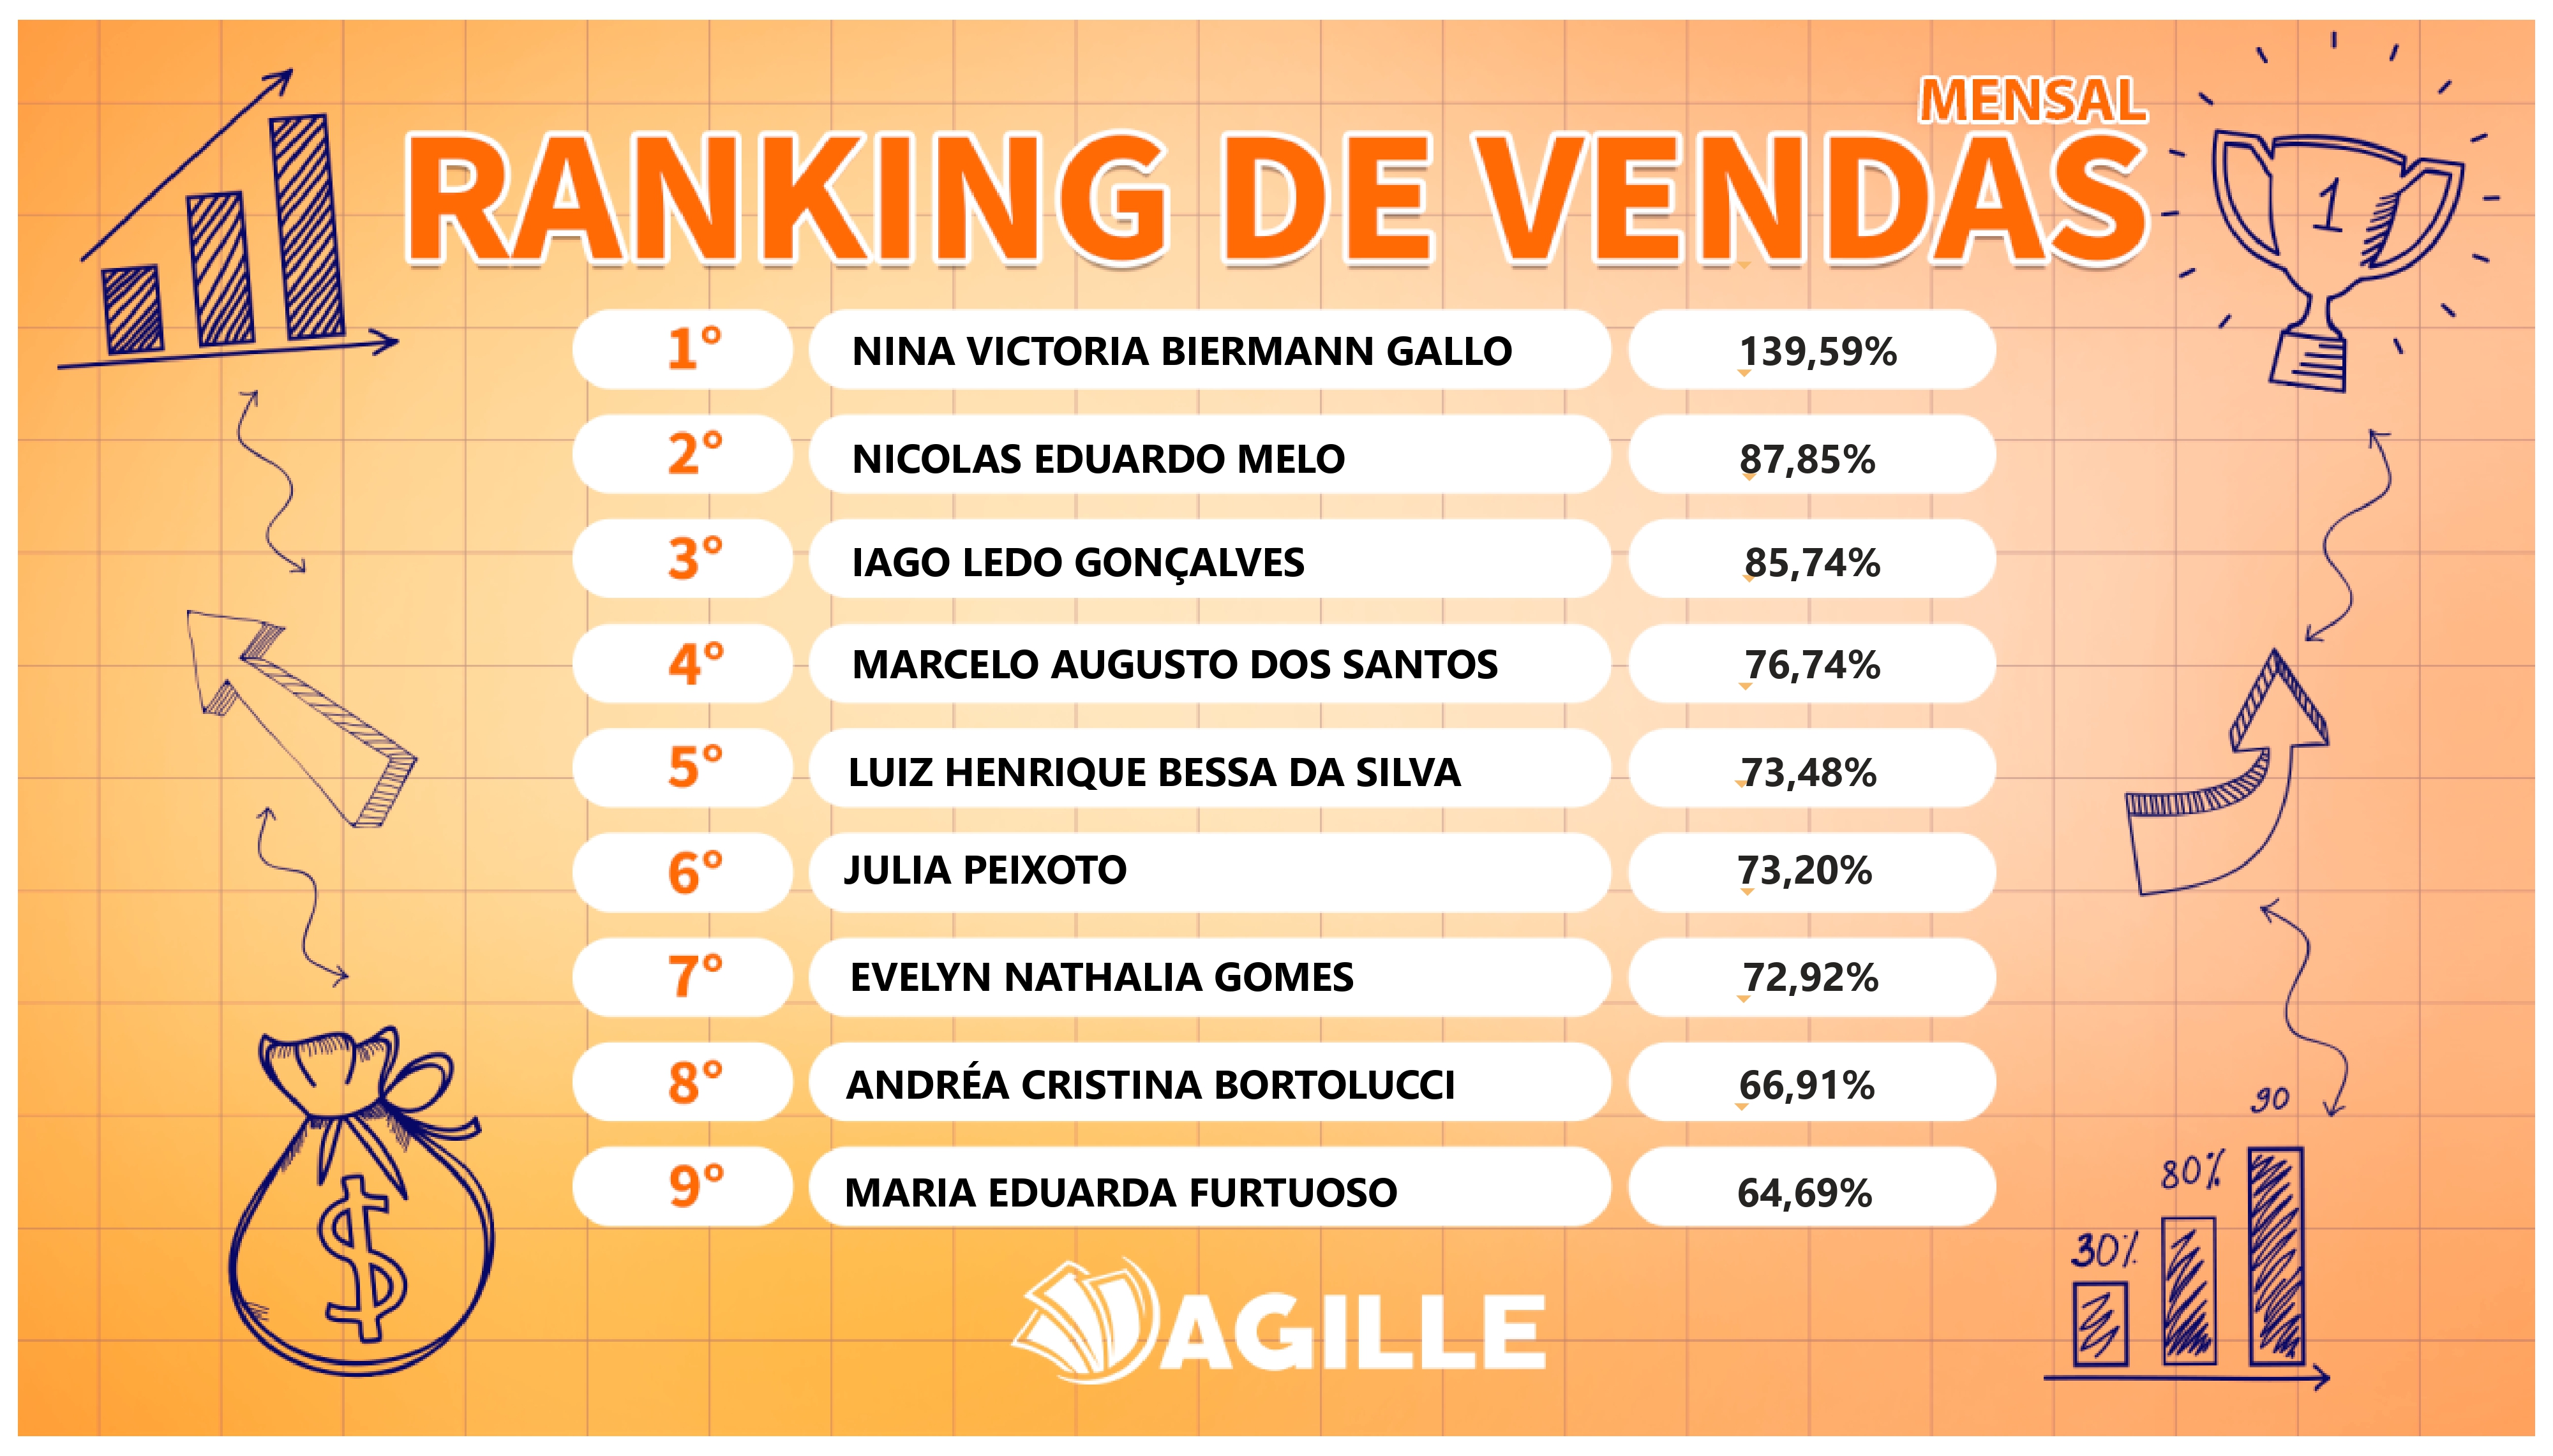 MENSAL
RANKING DE VENDAS
1
1° NINA VICTORIA BIERMANN GALLO 139,59%
2° NICOLAS EDUARDO MELO 87,85%
3° IAGO LEDO GONÇALVES 85,74%
4° MARCELO AUGUSTO DOS SANTOS 76,74%
5° LUIZ HENRIQUE BESSA DA SILVA 73,48%
6° JULIA PEIXOTO 73,20%
7° EVELYN NATHALIA GOMES 72,92%
8° ANDRÉA CRISTINA BORTOLUCCI 66,91%
9° MARIA EDUARDA FURTUOSO 64,69%
$
30%
80%
90
AGILLE